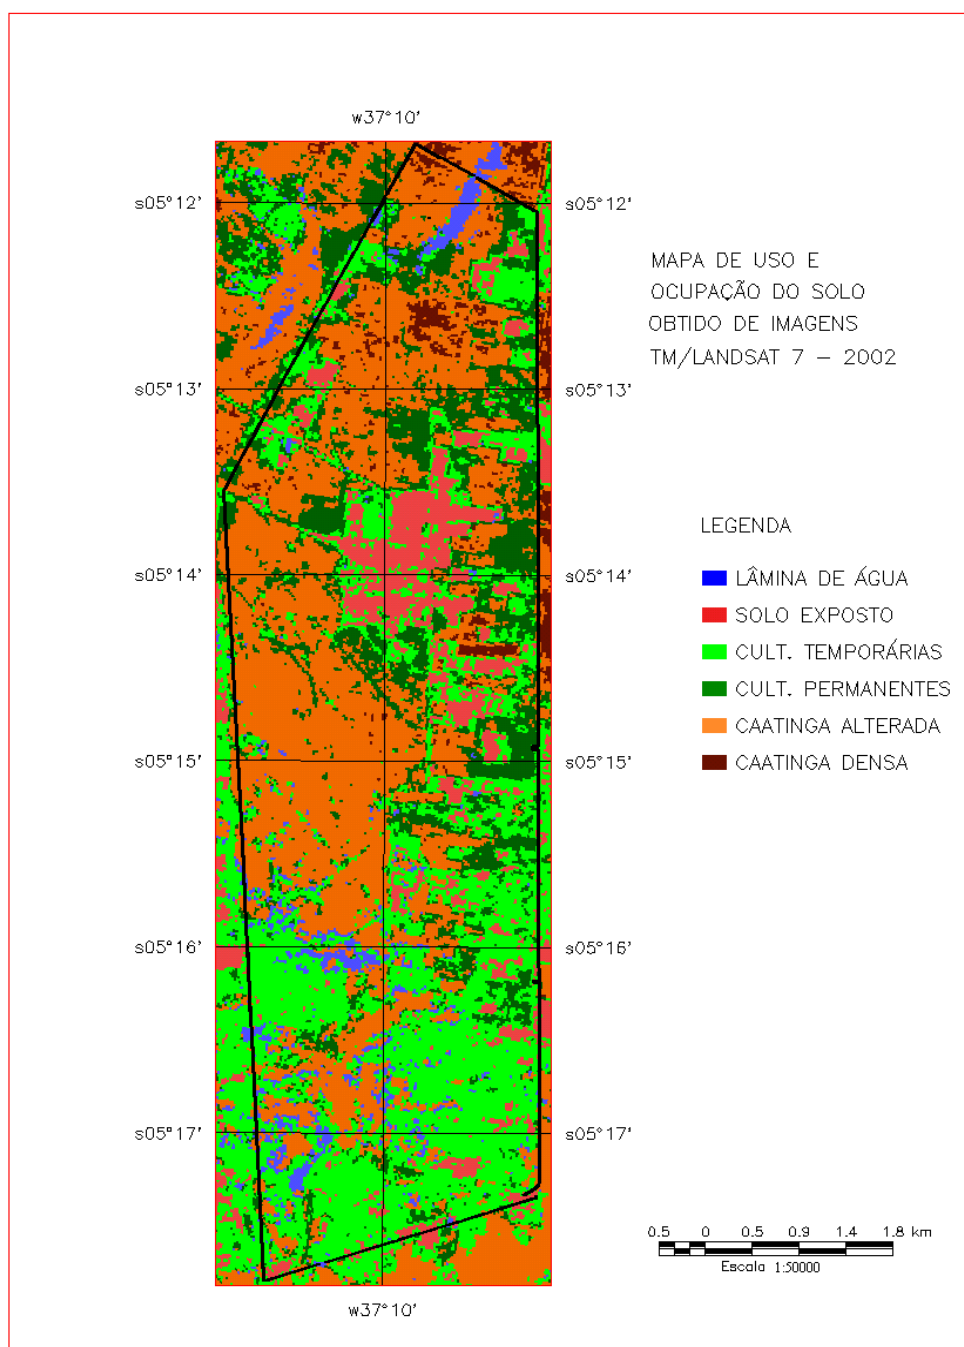 w37°10'
s05°12' s05°12'
MAPA DE USO E
OCUPAÇÃO DO SOLO
OBTIDO DE IMAGENS
TM/LANDSAT 7 – 2002
s05°13' s05°13'
LEGENDA
s05°14' s05°14'
LÂMINA DE ÁGUA
SOLO EXPOSTO
CULT. TEMPORÁRIAS
CULT. PERMANENTES
CAATINGA ALTERADA
s05°15' s05°15'
CAATINGA DENSA
s05°16' s05°16'
s05°17' s05°17'
0.5 0 0.5 0.9 1.4 1.8 km
Escala 1:50000
w37°10'